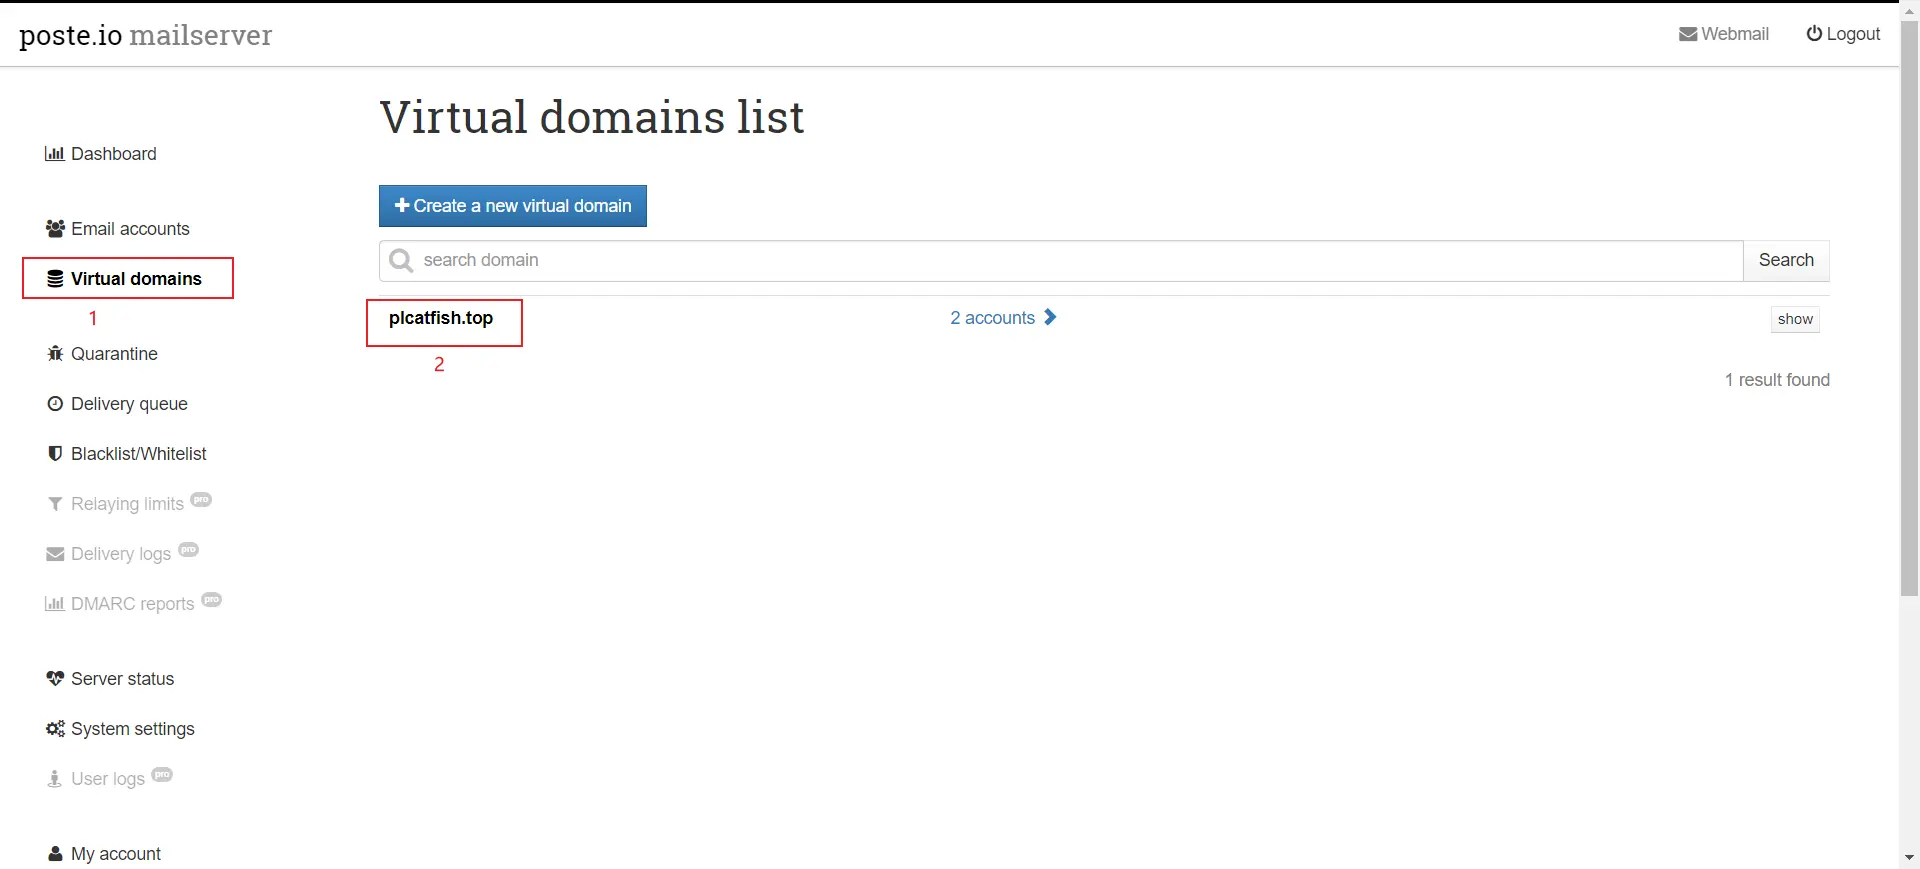 poste.io mailserver
Webmail
Logout
Virtual domains list
Dashboard
Create a new virtual domain
Email accounts
search domain
Search
Virtual domains
1
plcatfish.top
2 accounts
show
2
Quarantine
1 result found
Delivery queue
Blacklist/Whitelist
Relaying limits pro
Delivery logs pro
DMARC reports pro
Server status
System settings
User logs pro
My account